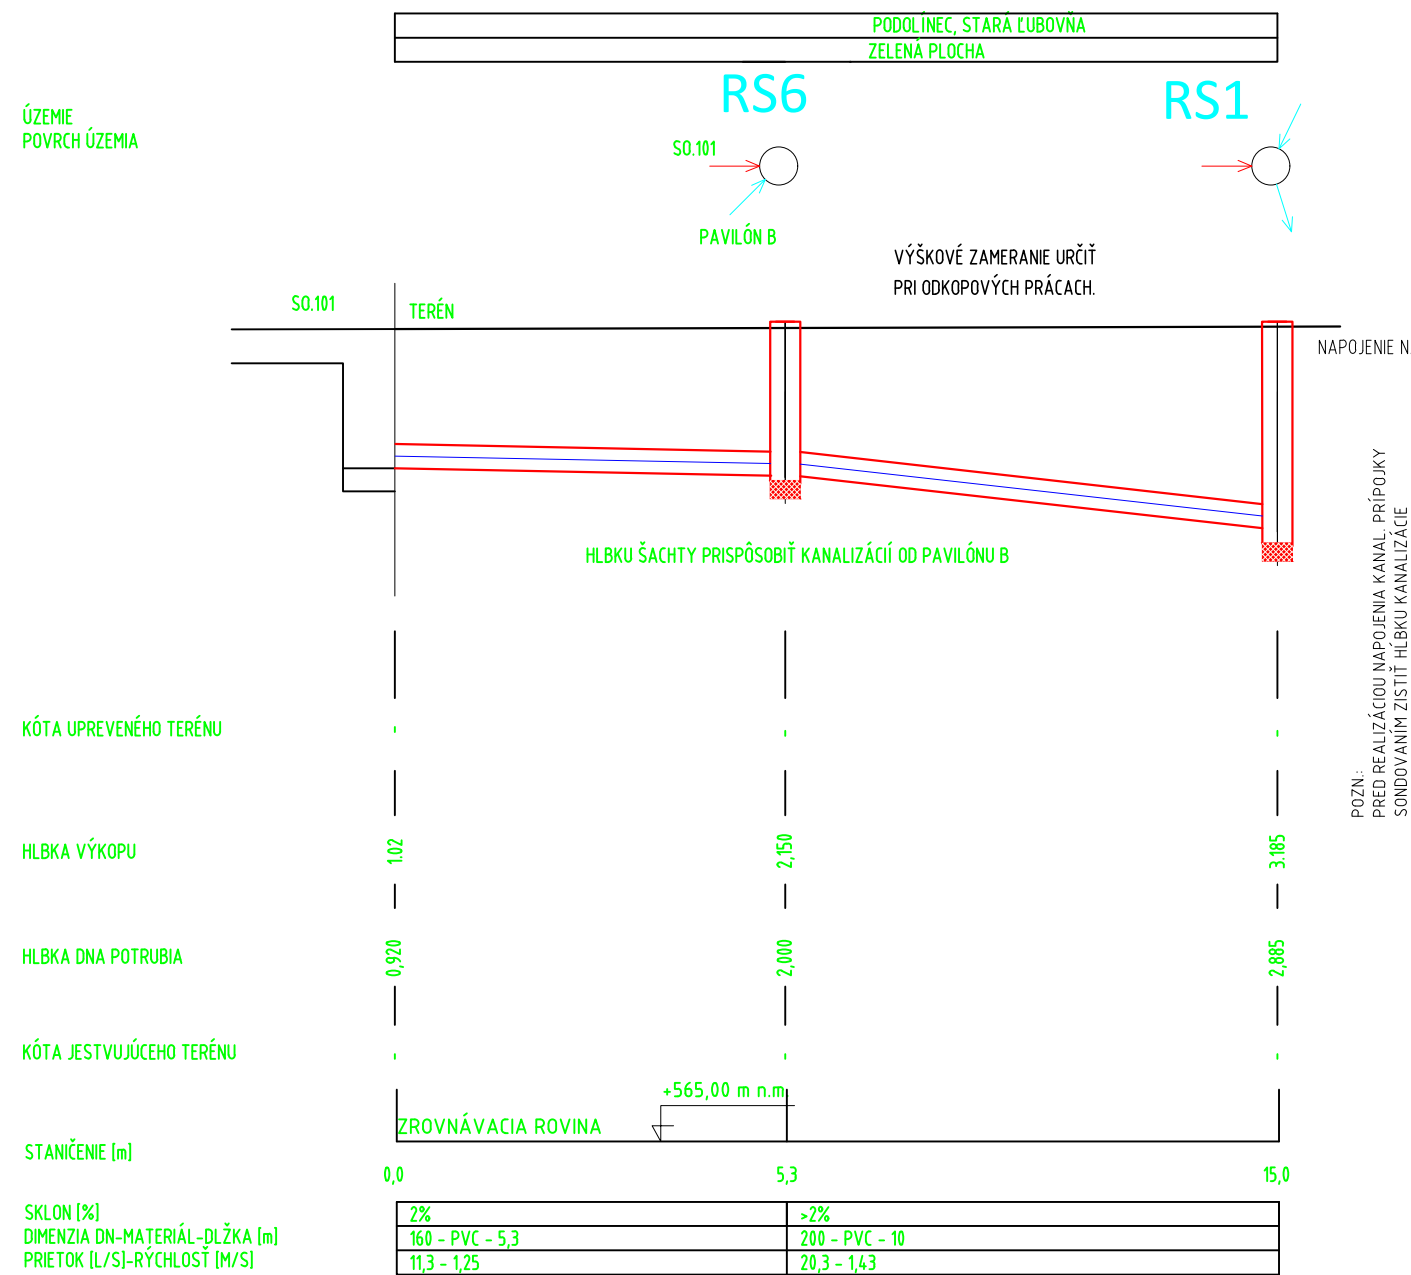 PODOLÍNEC, STARÁ ĽUBOVŇA
ZELENÁ PLOCHA
RS6
RS1
ÚZEMIE
POVRCH ÚZEMIA
SO.101
PAVILÓN B
VÝŠKOVÉ ZAMERANIE URČIŤ
PRI ODKOPOVÝCH PRÁCACH.
SO.101
TERÉN
NAPOJENIE N
HLBKU ŠACHTY PRISPÔSOBIŤ KANALIZÁCIÍ OD PAVILÓNU B
POZN.:
PRED REALIZÁCIOU NAPOJENIA KANAL. PRÍPOJKY
SONDOVANÍM ZISTIŤ HĹBKU KANALIZÁCIE
KÓTA UPREVENÉHO TERÉNU
- - -
HLBKA VÝKOPU
1.02 2,150 3.185
HLBKA DNA POTRUBIA
0,920 2,000 2,885
KÓTA JESTVUJÚCEHO TERÉNU
- - -
+565,00 m n.m
ZROVNÁVACIA ROVINA
STANIČENIE [m]
0,0 5,3 15,0
SKLON [%] 2% >2%
DIMENZIA DN-MATERIÁL-DLŽKA [m] 160 - PVC - 5,3 200 - PVC - 10
PRIETOK [L/S]-RÝCHLOSŤ [M/S] 11,3 - 1,25 20,3 - 1,43